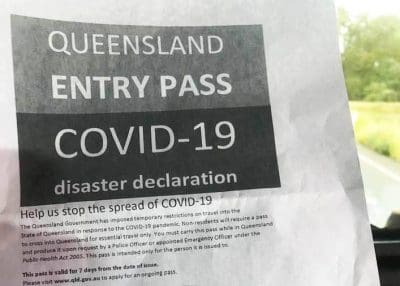 QUEENSLAND
ENTRY PASS
COVID-19
disaster declaration
Help us stop the spread of COVID-19
The Queensland Government has imposed temporary restrictions on travel into the
State of Queensland in response to the COVID-19 pandemic. Non-residents will require a pass
to cross into Queensland for essential travel only. You must carry this pass while in Queensland
and produce it upon request by a Police Officer or appointed Emergency Officer under the
Public Health Act 2005. This pass is intended only for the person it is issued to.
This pass is valid for 7 days from the date of issue.
Please visit www.qld.gov.au to apply for an ongoing pass.